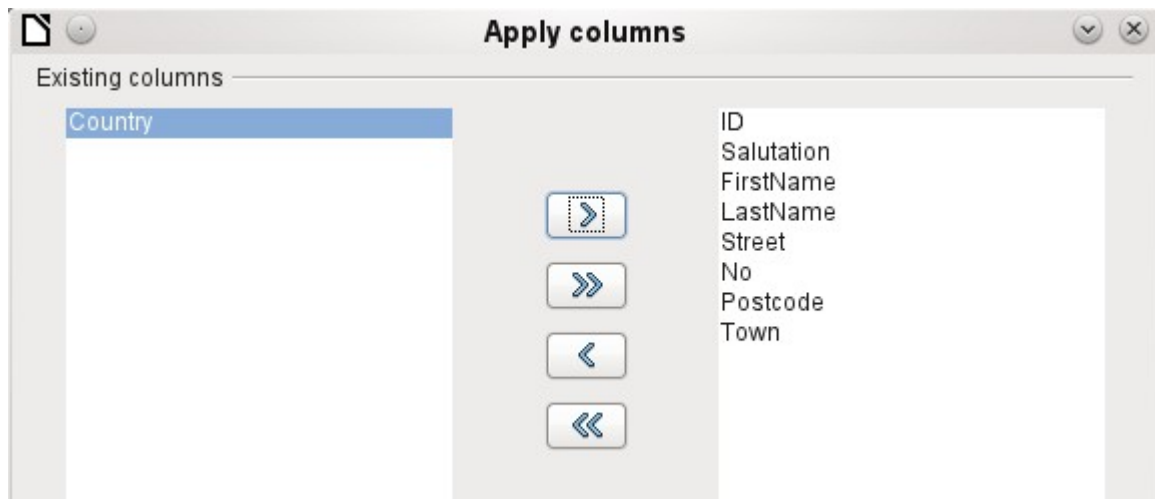 Apply columns
Existing columns
Country
ID
Salutation
FirstName
LastName
Street
No
Postcode
Town